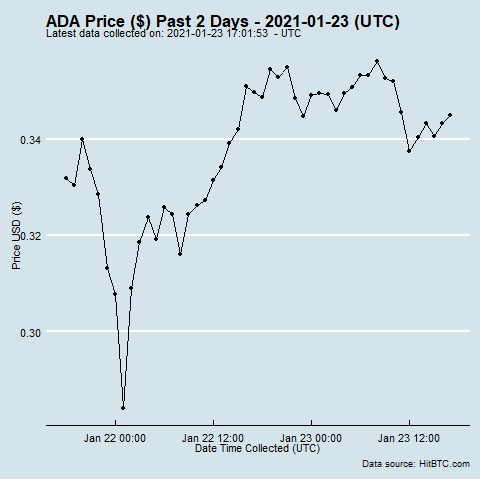 ADA Price ($) Past 2 Days - 2021-01-23 (UTC)
Latest data collected on: 2021-01-23 17:01:53 - UTC
0.34
0.32
0.30
Price USD ($)
Jan 22 00:00 Jan 22 12:00 Jan 23 00:00 Jan 23 12:00
Date Time Collected (UTC)
Data source: HitBTC.com